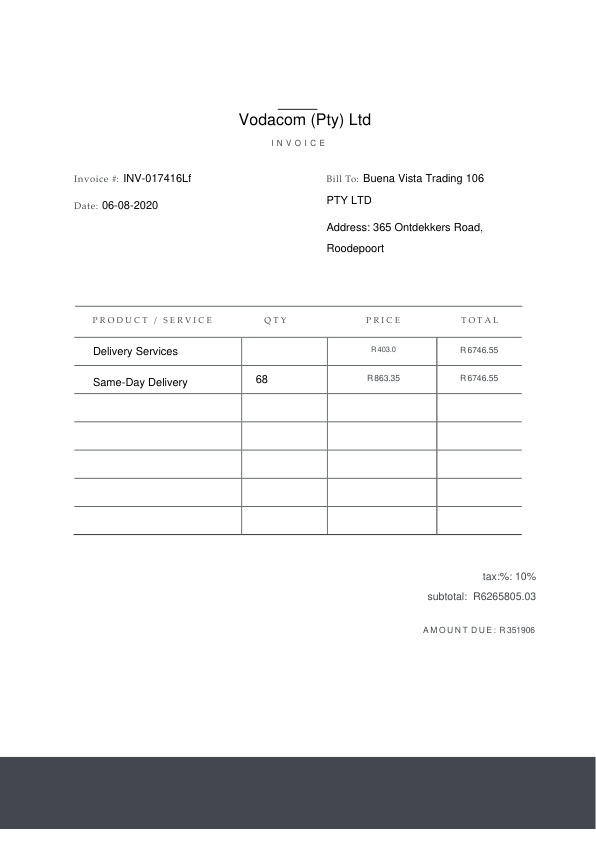 Vodacom (Pty) Ltd
INVOICE
Invoice #: INV-017416Lf
Bill To: Buena Vista Trading 106
PTY LTD
Date: 06-08-2020
Address: 365 Ontdekkers Road,
Roodepoort
PRODUCT / SERVICE QTY PRICE TOTAL
Delivery Services R403.0 R6746.55
Same-Day Delivery 68 R863.35 R6746.55
tax:%: 10%
subtotal: R6265805.03
AMOUNT DUE: R351906